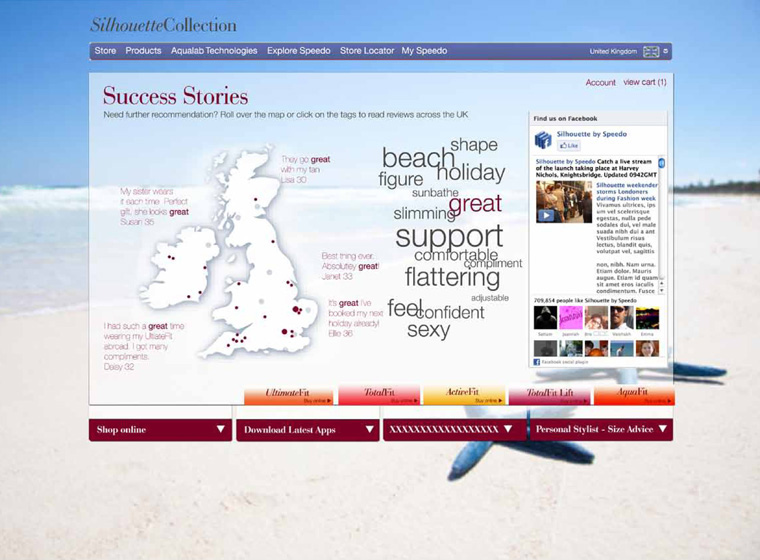 SilhouetteCollection
Store Products Aqualab Technologies Explore Speedo Store Locator My Speedo United Kingdom
Account view cart (1)
Success Stories
Need further recommendation? Roll over the map or click on the tags to read reviews across the UK
They go great
with my tan
Lisa 30
My sister wears
it each time. Perfect
gift, she looks great
Susan 35
Best thing ever.
Absolutley great!
Janet 33
It's great I've
booked my next
holiday already!
Elle 36
I had such a great time
wearing my UltiateFit
abroad. I got many
compliments.
Daisy 32
shape
beach
holiday
figure
sunbathe
great
slimming
support
comfortable
compliment
flattering
adjustable
feel
confident
sexy
Find us on Facebook
Silhouette by Speedo
Like
Silhouette by Speedo Catch a live stream
of the launch taking place at Harvey
Nichols, Knightsbridge. Updated 0942GMT
Silhouette weekender
storms Londoners
during Fashion week
Vivamus ultrices, ips
um vel scelerisque
egestas, nulla pede
sodales dui, vel male
suada nibh dui a ant
Vestibulum risus
lectus, blandit quis,
volutpat vel, sagittis
non, nibh. Nam urna.
Etiam dolor. Mauris
augue. Etiam id quam
sit amet eros iaculis
condimentum. Fusce
709,854 people like Silhouette by Speedo
Emma
Facebook social plugin
UltimateFit
Buy online
TotalFit
Buy online
ActiveFit
Buy online
TotalFit Lift
Buy online
AquaFit
Buy online
Shop online
Download Latest Apps
XXXXXXXXXXXXXXXXXX
Personal Stylist – Size Advice